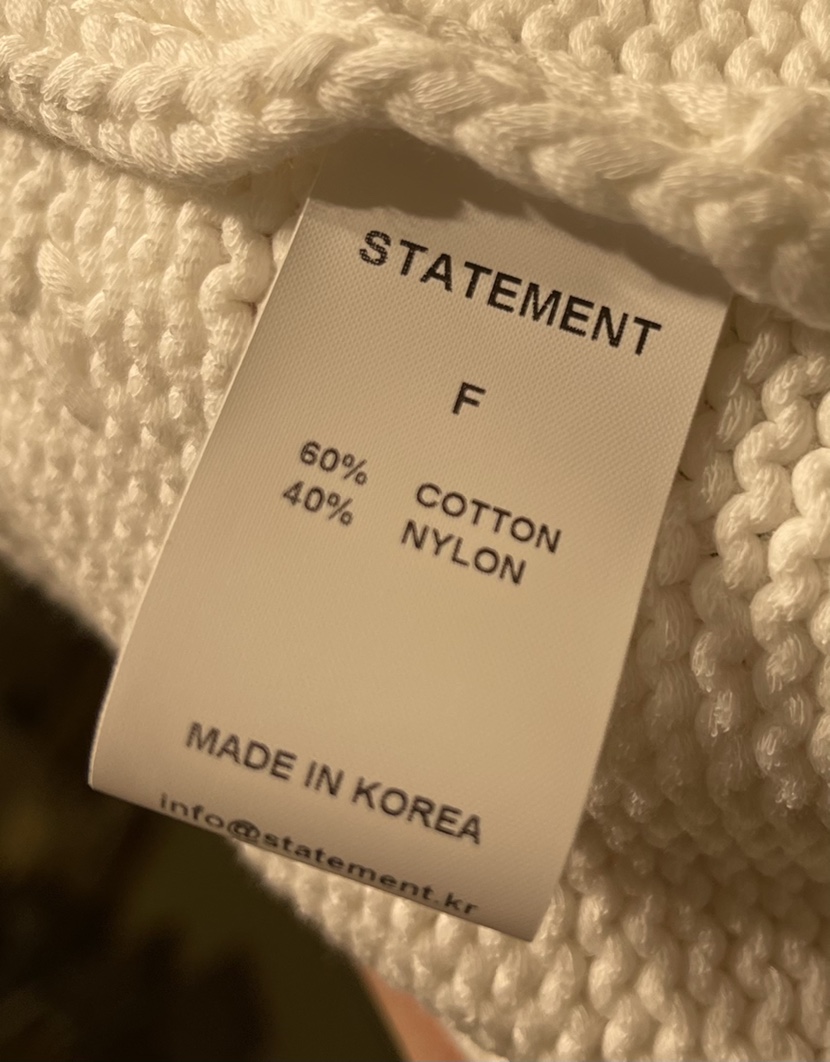 STATEMENT
F
60% COTTON
40% NYLON
MADE IN KOREA
info@statement.kr